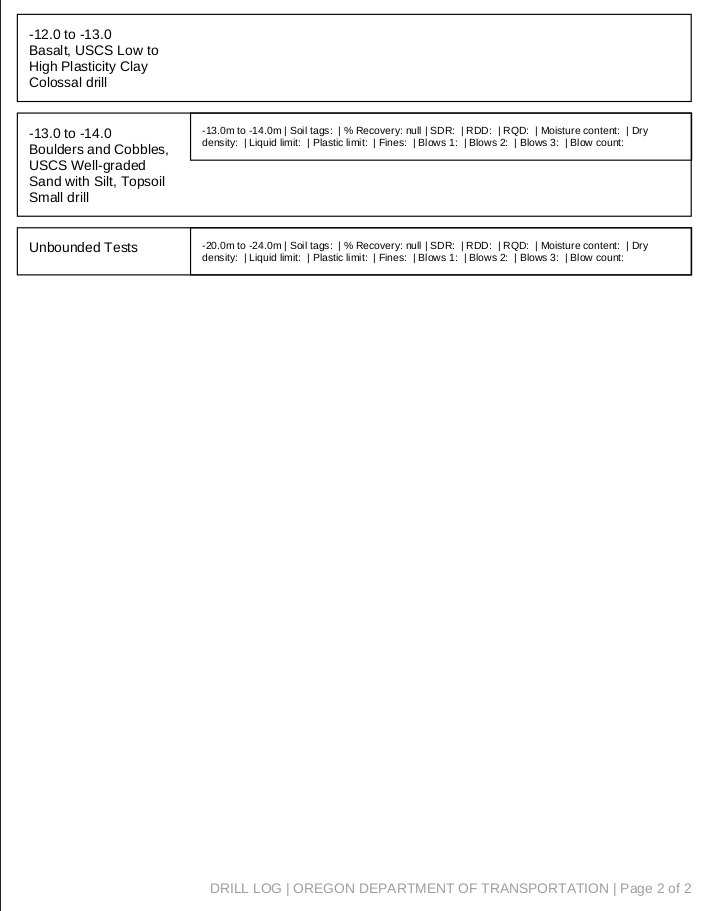 -12.0 to -13.0
Basalt, USCS Low to
High Plasticity Clay
Colossal drill
-13.0 to -14.0
Boulders and Cobbles,
USCS Well-graded
Sand with Silt, Topsoil
Small drill
-13.0m to -14.0m | Soil tags:  | % Recovery: null | SDR:  | RDD:  | RQD:  | Moisture content:  | Dry
density:  | Liquid limit:  | Plastic limit:  | Fines:  | Blows 1:  | Blows 2:  | Blows 3:  | Blow count:
Unbounded Tests
-20.0m to -24.0m | Soil tags:  | % Recovery: null | SDR:  | RDD:  | RQD:  | Moisture content:  | Dry
density:  | Liquid limit:  | Plastic limit:  | Fines:  | Blows 1:  | Blows 2:  | Blows 3:  | Blow count:
DRILL LOG | OREGON DEPARTMENT OF TRANSPORTATION | Page 2 of 2